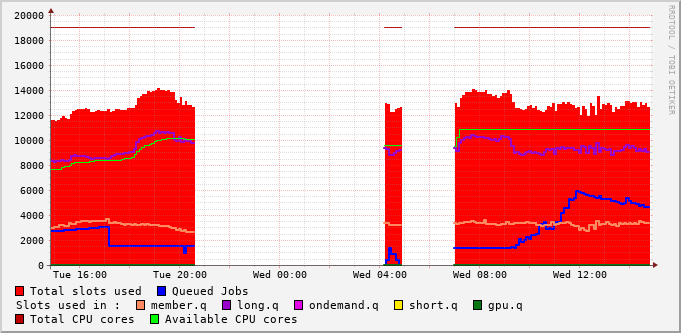 20000
18000
16000
14000
12000
10000
8000
6000
4000
2000
0
Tue 16:00 Tue 20:00 Wed 00:00 Wed 04:00 Wed 08:00 Wed 12:00
RRDTOOL / TOBI OETIKER
Total slots used Queued Jobs
Slots used in : member.q long.q ondemand.q short.q gpu.q
Total CPU cores Available CPU cores